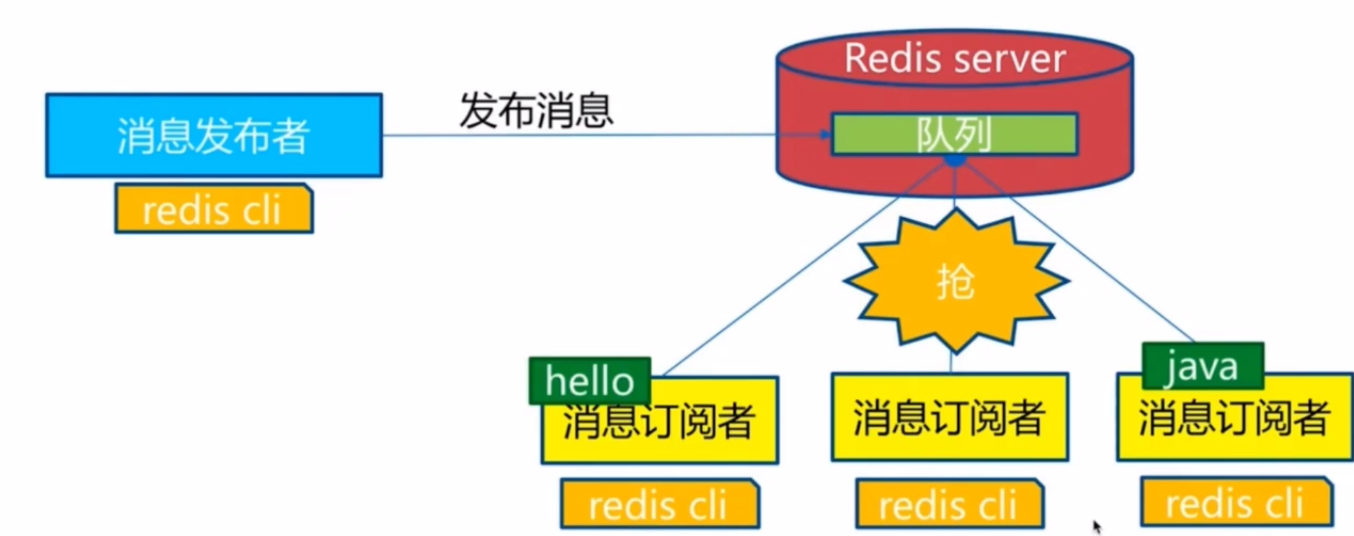 Redis server
发布消息
消息发布者
队列
redis cli
抢
hello
java
消息订阅者
消息订阅者
消息订阅者
redis cli
redis cli
redis cli